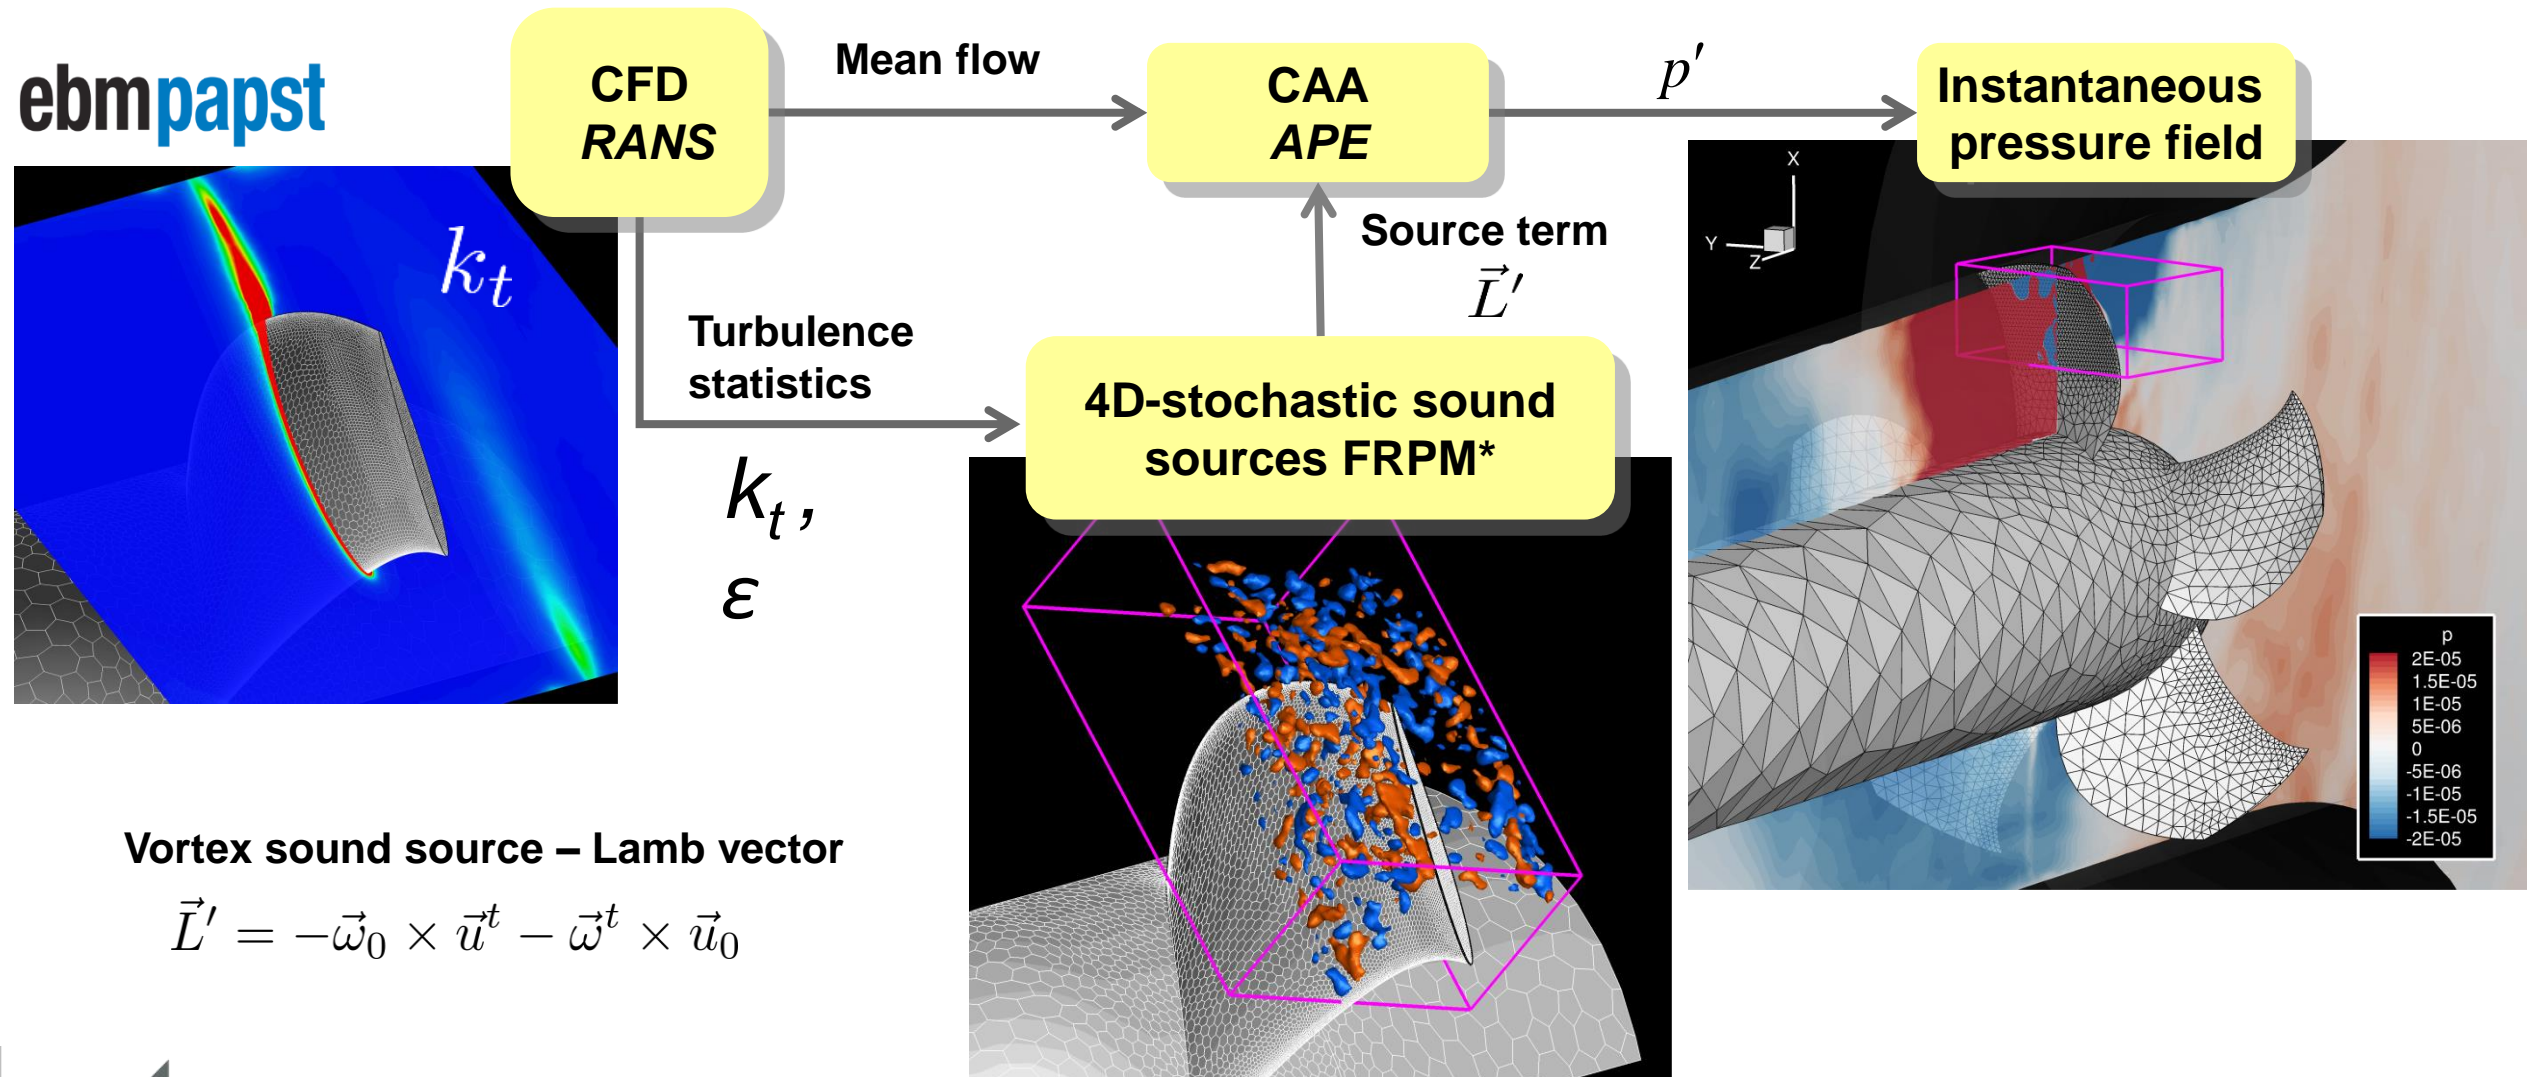 ebmpapst
CFD
RANS
Mean flow
CAA
APE
p′
Instantaneous
pressure field
k_t
Turbulence
statistics
k_t ,
ε
Source term
L⃗′
4D-stochastic sound
sources FRPM*
X
Y
Z
p
2E-05
1.5E-05
1E-05
5E-06
0
-5E-06
-1E-05
-1.5E-05
-2E-05
Vortex sound source – Lamb vector
L⃗′ = −ω⃗₀ × u⃗ᵗ − ω⃗ᵗ × u⃗₀